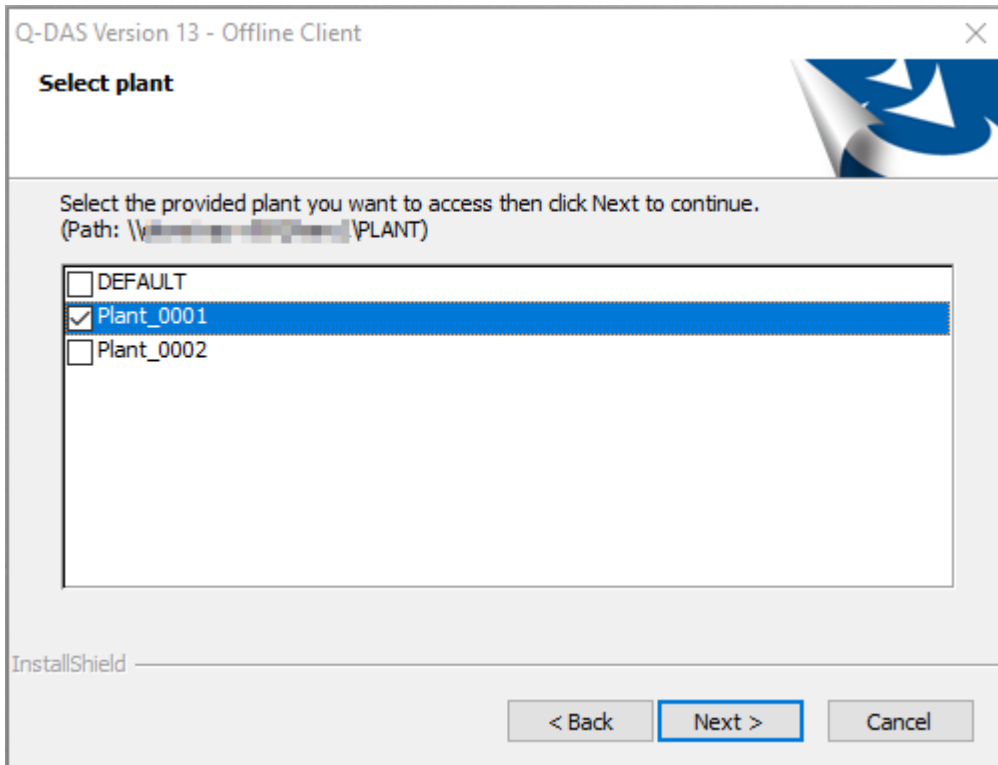 Q-DAS Version 13 - Offline Client
Select plant
Select the provided plant you want to access then click Next to continue.
(Path: \\ \PLANT)
DEFAULT
Plant_0001
Plant_0002
InstallShield
< Back
Next >
Cancel